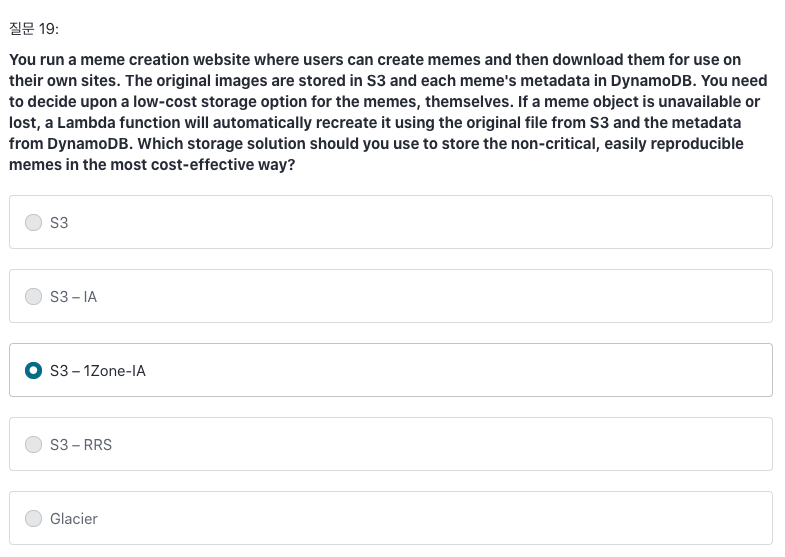 질문 19:
You run a meme creation website where users can create memes and then download them for use on
their own sites. The original images are stored in S3 and each meme's metadata in DynamoDB. You need
to decide upon a low-cost storage option for the memes, themselves. If a meme object is unavailable or
lost, a Lambda function will automatically recreate it using the original file from S3 and the metadata
from DynamoDB. Which storage solution should you use to store the non-critical, easily reproducible
memes in the most cost-effective way?
S3
S3 – IA
S3 – 1Zone-IA
S3 – RRS
Glacier